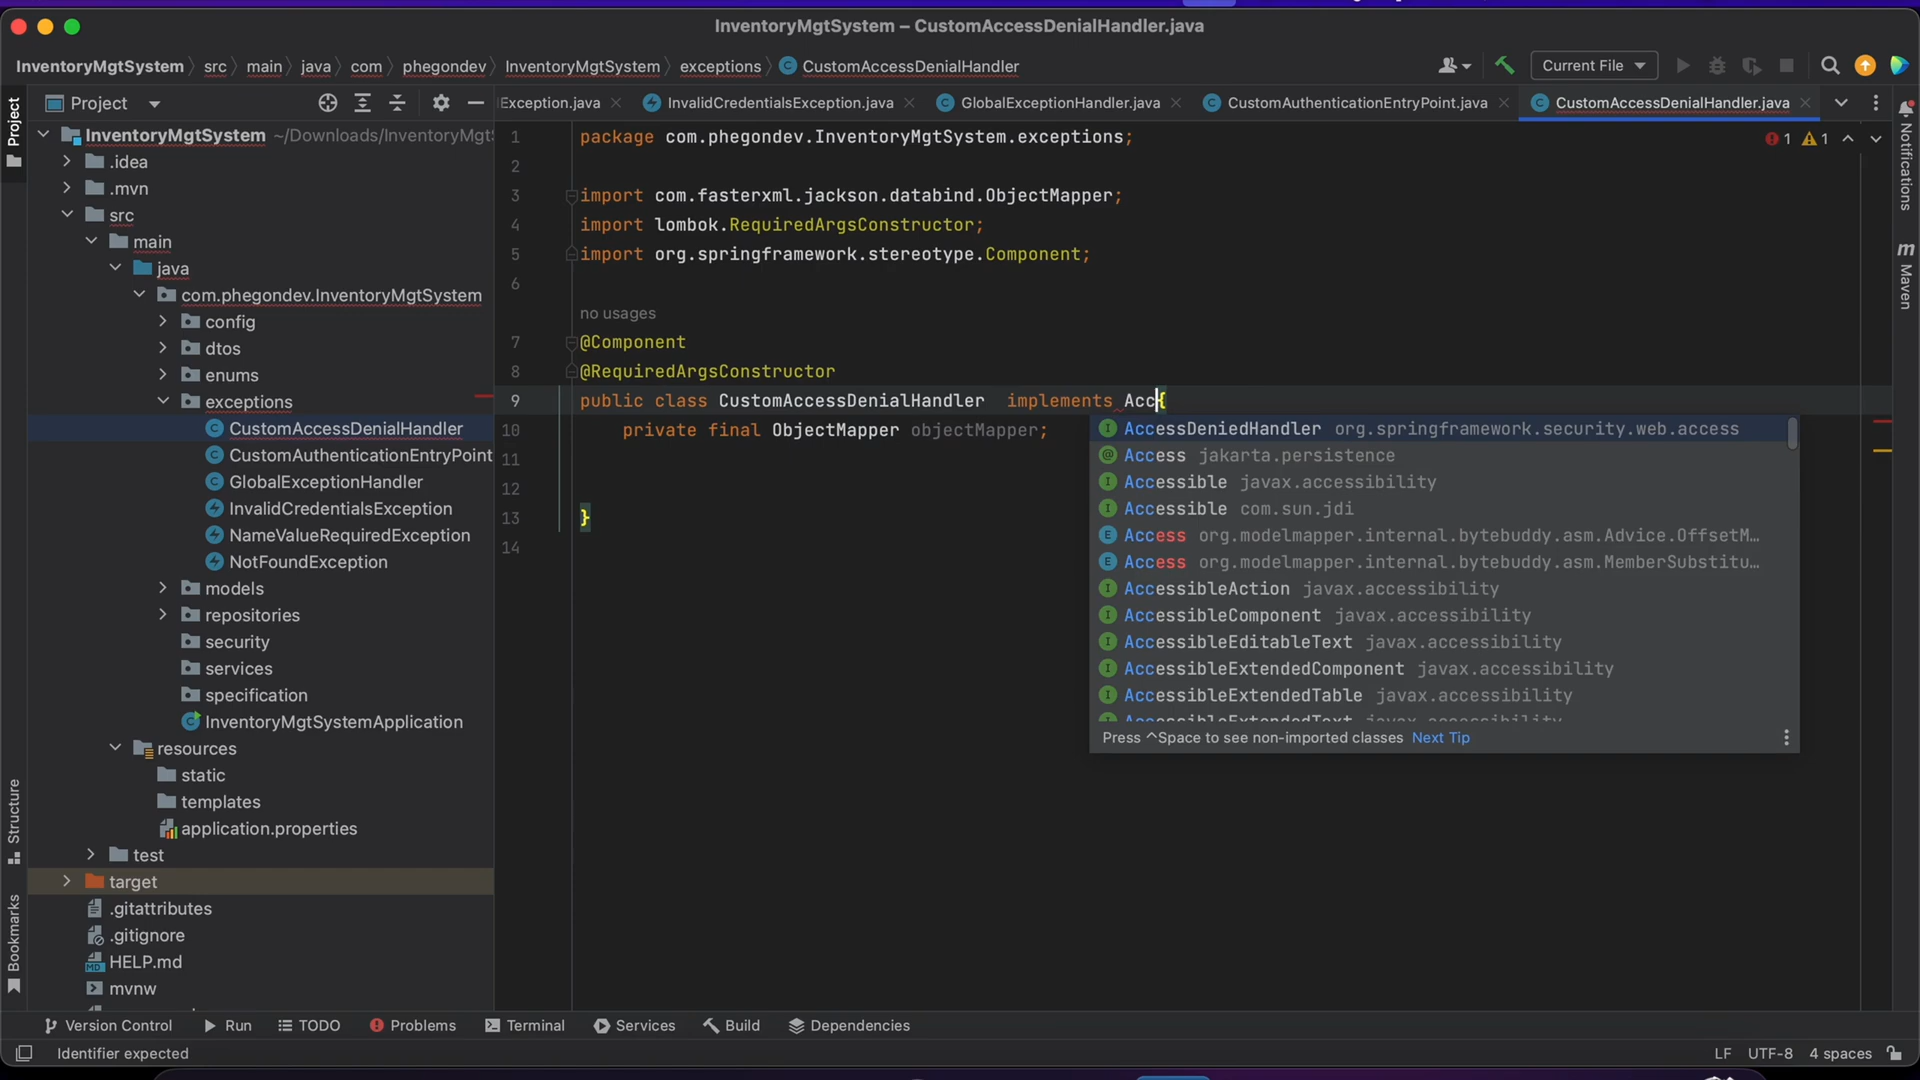 InventoryMgtSystem – CustomAccessDenialHandler.java
InventoryMgtSystem src main java com phegondev InventoryMgtSystem exceptions CustomAccessDenialHandler
Current File
Project
Exception.java InvalidCredentialsException.java GlobalExceptionHandler.java CustomAuthenticationEntryPoint.java CustomAccessDenialHandler.java
Project
Structure
Bookmarks
InventoryMgtSystem ~/Downloads/InventoryMgtS
.idea
.mvn
src
main
java
com.phegondev.InventoryMgtSystem
config
dtos
enums
exceptions
CustomAccessDenialHandler
CustomAuthenticationEntryPoint
GlobalExceptionHandler
InvalidCredentialsException
NameValueRequiredException
NotFoundException
models
repositories
security
services
specification
InventoryMgtSystemApplication
resources
static
templates
application.properties
test
target
.gitattributes
.gitignore
HELP.md
mvnw
1 package com.phegondev.InventoryMgtSystem.exceptions;
2
3 import com.fasterxml.jackson.databind.ObjectMapper;
4 import lombok.RequiredArgsConstructor;
5 import org.springframework.stereotype.Component;
6
no usages
7 @Component
8 @RequiredArgsConstructor
9 public class CustomAccessDenialHandler  implements Acc{
10 private final ObjectMapper objectMapper;
11
12
13 }
14
1 1
AccessDeniedHandler org.springframework.security.web.access
Access jakarta.persistence
Accessible javax.accessibility
Accessible com.sun.jdi
Access org.modelmapper.internal.bytebuddy.asm.Advice.OffsetM…
Access org.modelmapper.internal.bytebuddy.asm.MemberSubstitu…
AccessibleAction javax.accessibility
AccessibleComponent javax.accessibility
AccessibleEditableText javax.accessibility
AccessibleExtendedComponent javax.accessibility
AccessibleExtendedTable javax.accessibility
AccessibleExtendedText javax.accessibility
Press ^Space to see non-imported classes Next Tip
Notifications
m Maven
Version Control Run TODO Problems Terminal Services Build Dependencies
Identifier expected
LF UTF-8 4 spaces